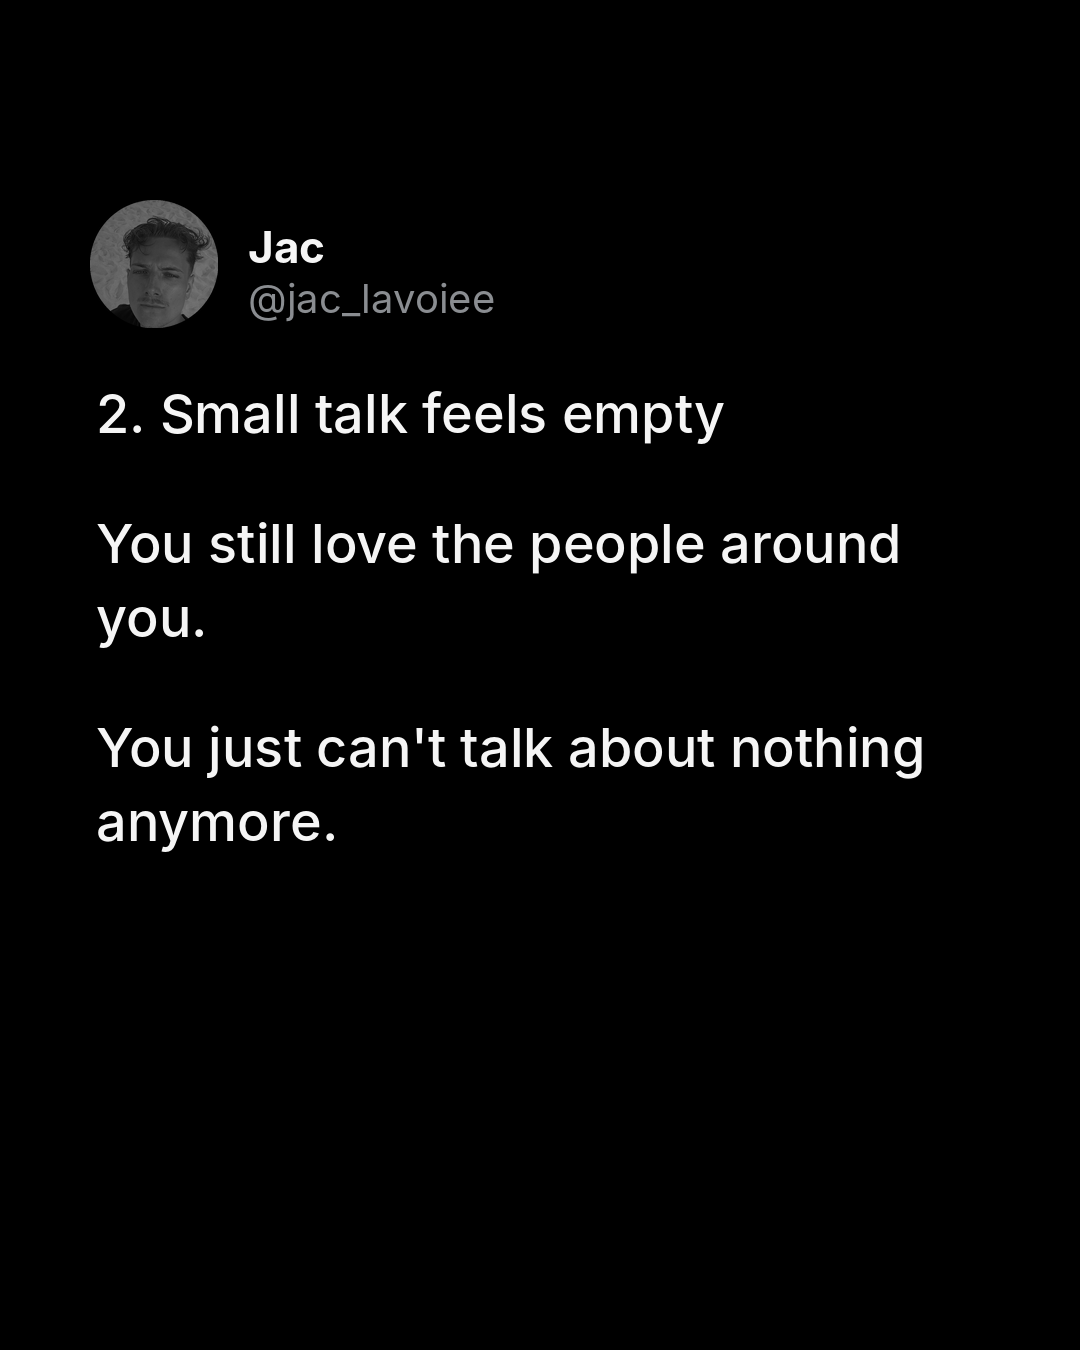 Jac
@jac_lavoiee
2. Small talk feels empty
You still love the people around
you.
You just can't talk about nothing
anymore.